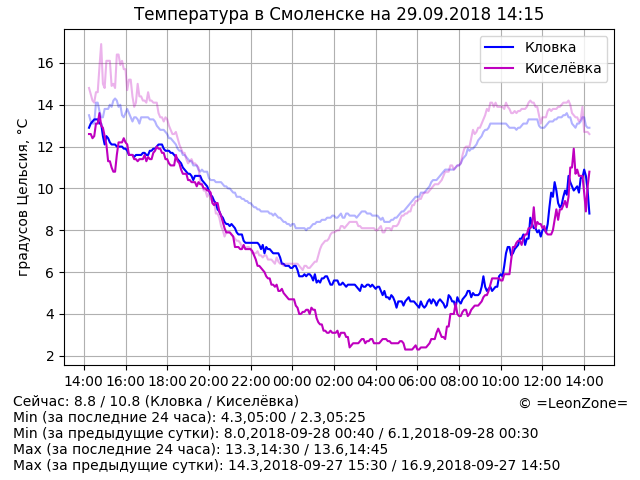 Температура в Смоленске на 29.09.2018 14:15
Кловка
Киселёвка
градусов Цельсия, °C
16
14
12
10
8
6
4
2
14:00 16:00 18:00 20:00 22:00 00:00 02:00 04:00 06:00 08:00 10:00 12:00 14:00
Сейчас: 8.8 / 10.8 (Кловка / Киселёвка)
© =LeonZone=
Min (за последние 24 часа): 4.3,05:00 / 2.3,05:25
Min (за предыдущие сутки): 8.0,2018-09-28 00:40 / 6.1,2018-09-28 00:30
Max (за последние 24 часа): 13.3,14:30 / 13.6,14:45
Max (за предыдущие сутки): 14.3,2018-09-27 15:30 / 16.9,2018-09-27 14:50